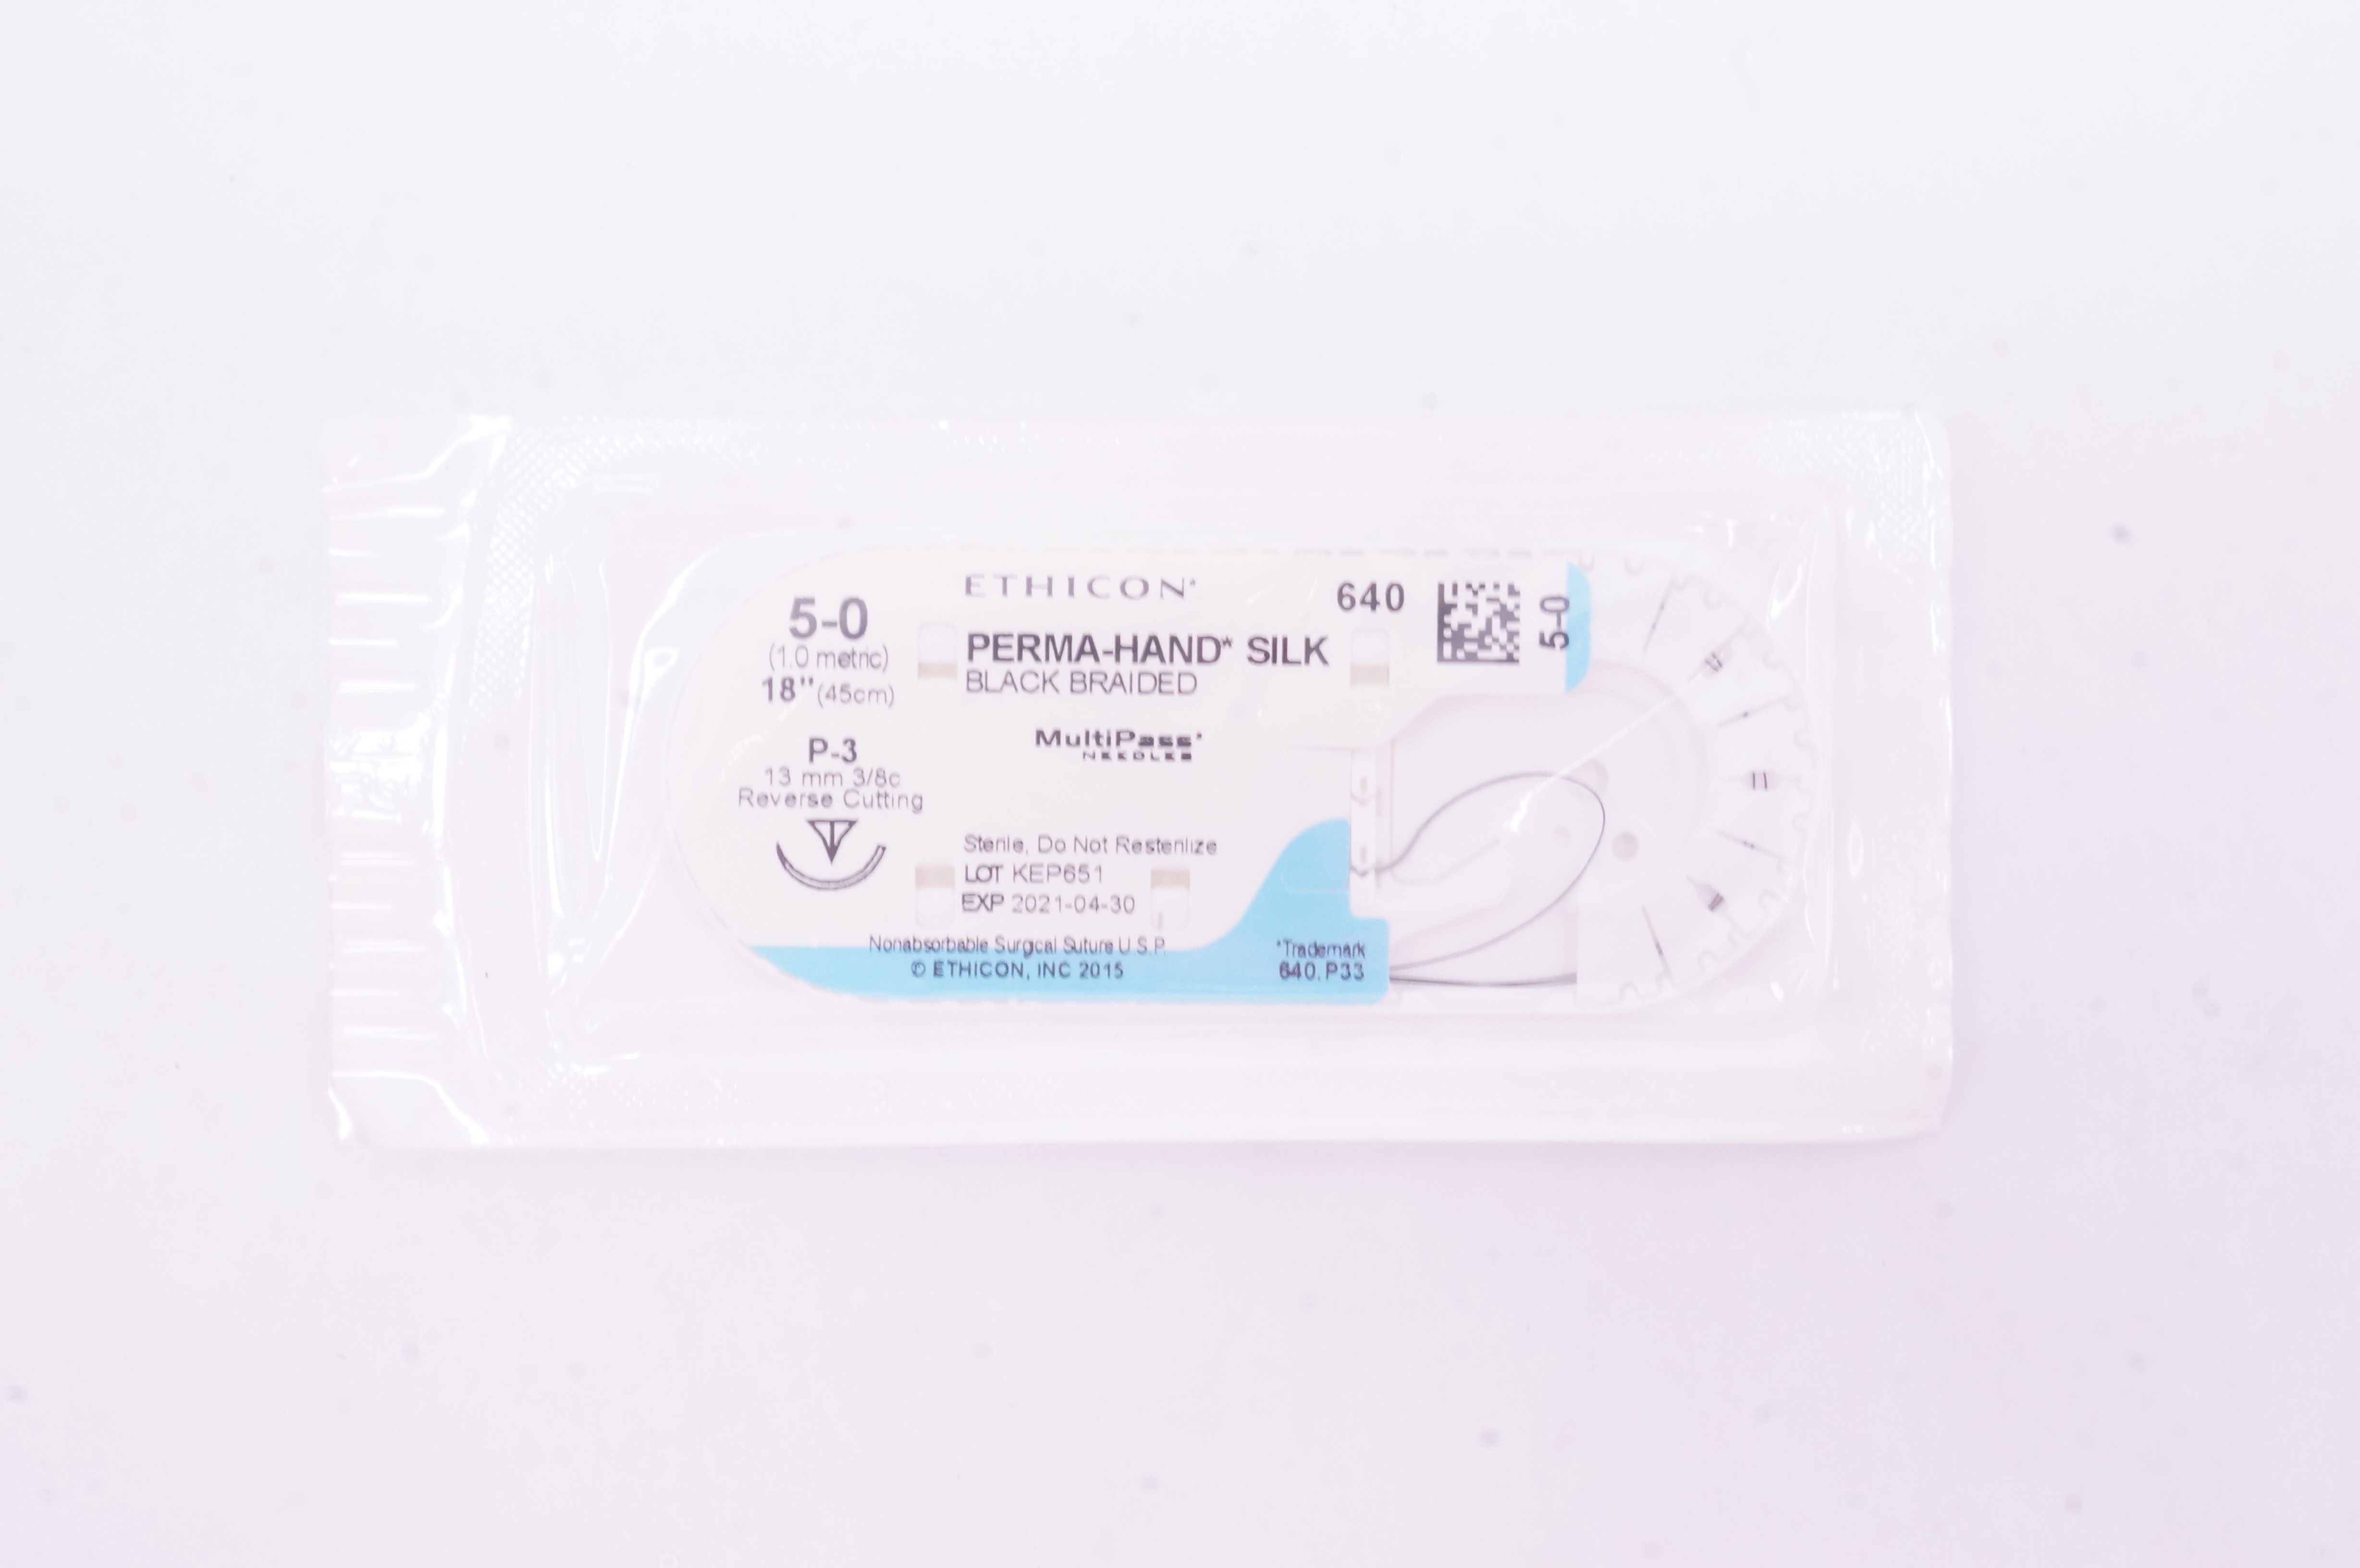 ETHICON*
5-0
(1.0 metric)
18" (45cm)
PERMA-HAND* SILK
BLACK BRAIDED
640
5-0
MultiPass*
NEEDLES
P-3
13 mm 3/8c
Reverse Cutting
Sterile, Do Not Resterilize
LOT KEP651
EXP 2021-04-30
Nonabsorbable Surgical Suture U.S.P.
© ETHICON, INC 2015
*Trademark
640.P33